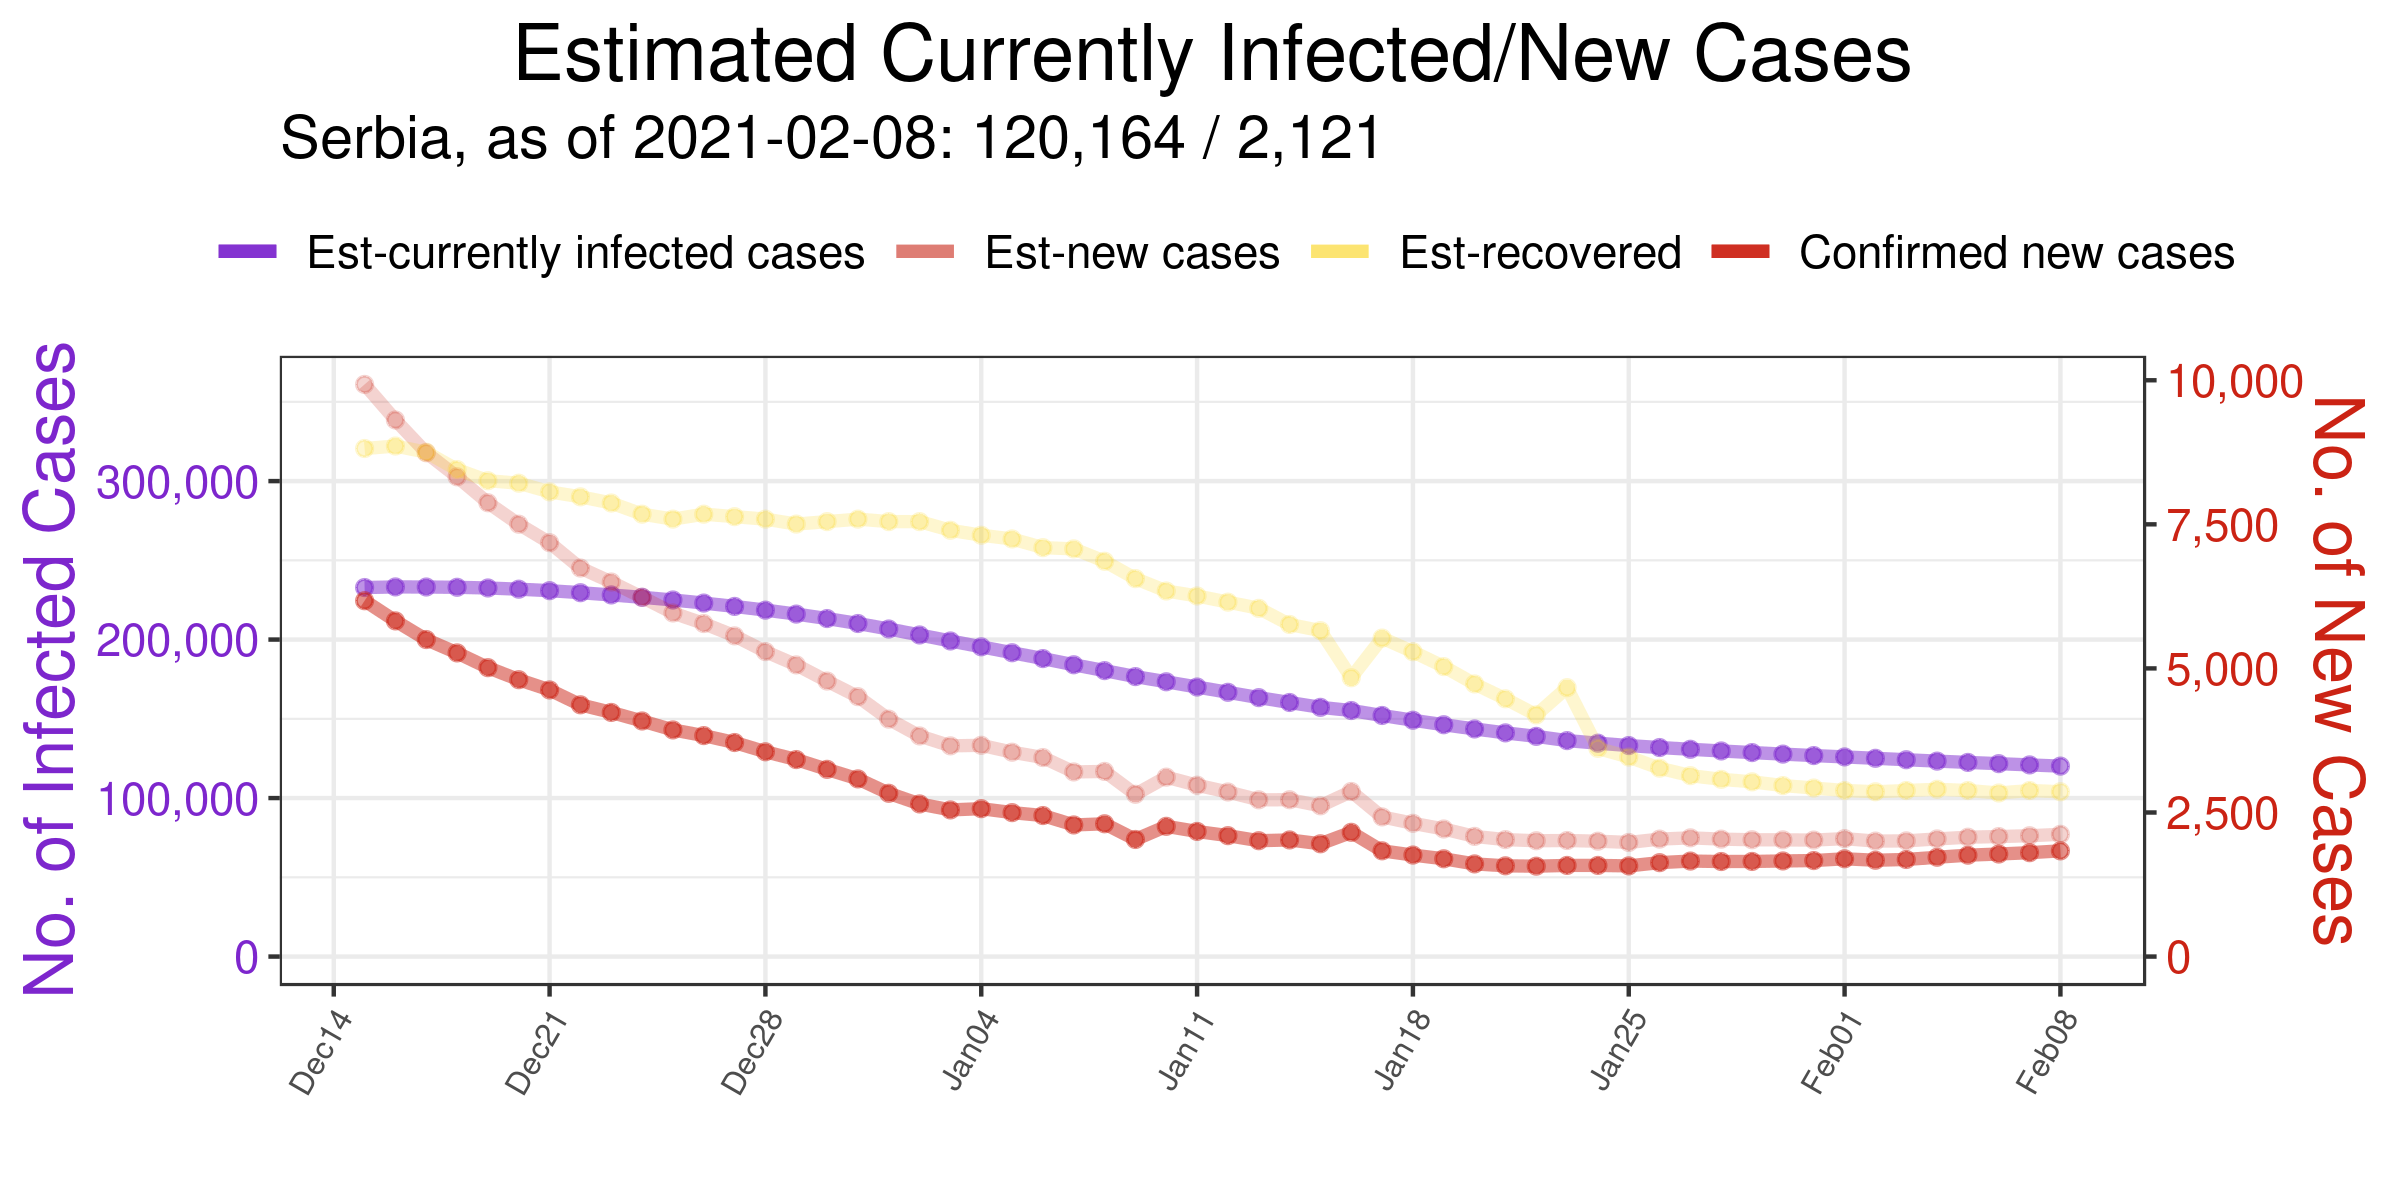 Estimated Currently Infected/New Cases
Serbia, as of 2021-02-08: 120,164 / 2,121
Est-currently infected cases Est-new cases Est-recovered Confirmed new cases
No. of Infected Cases
300,000
200,000
100,000
0
10,000
7,500
5,000
2,500
0
No. of New Cases
Dec14 Dec21 Dec28 Jan04 Jan11 Jan18 Jan25 Feb01 Feb08